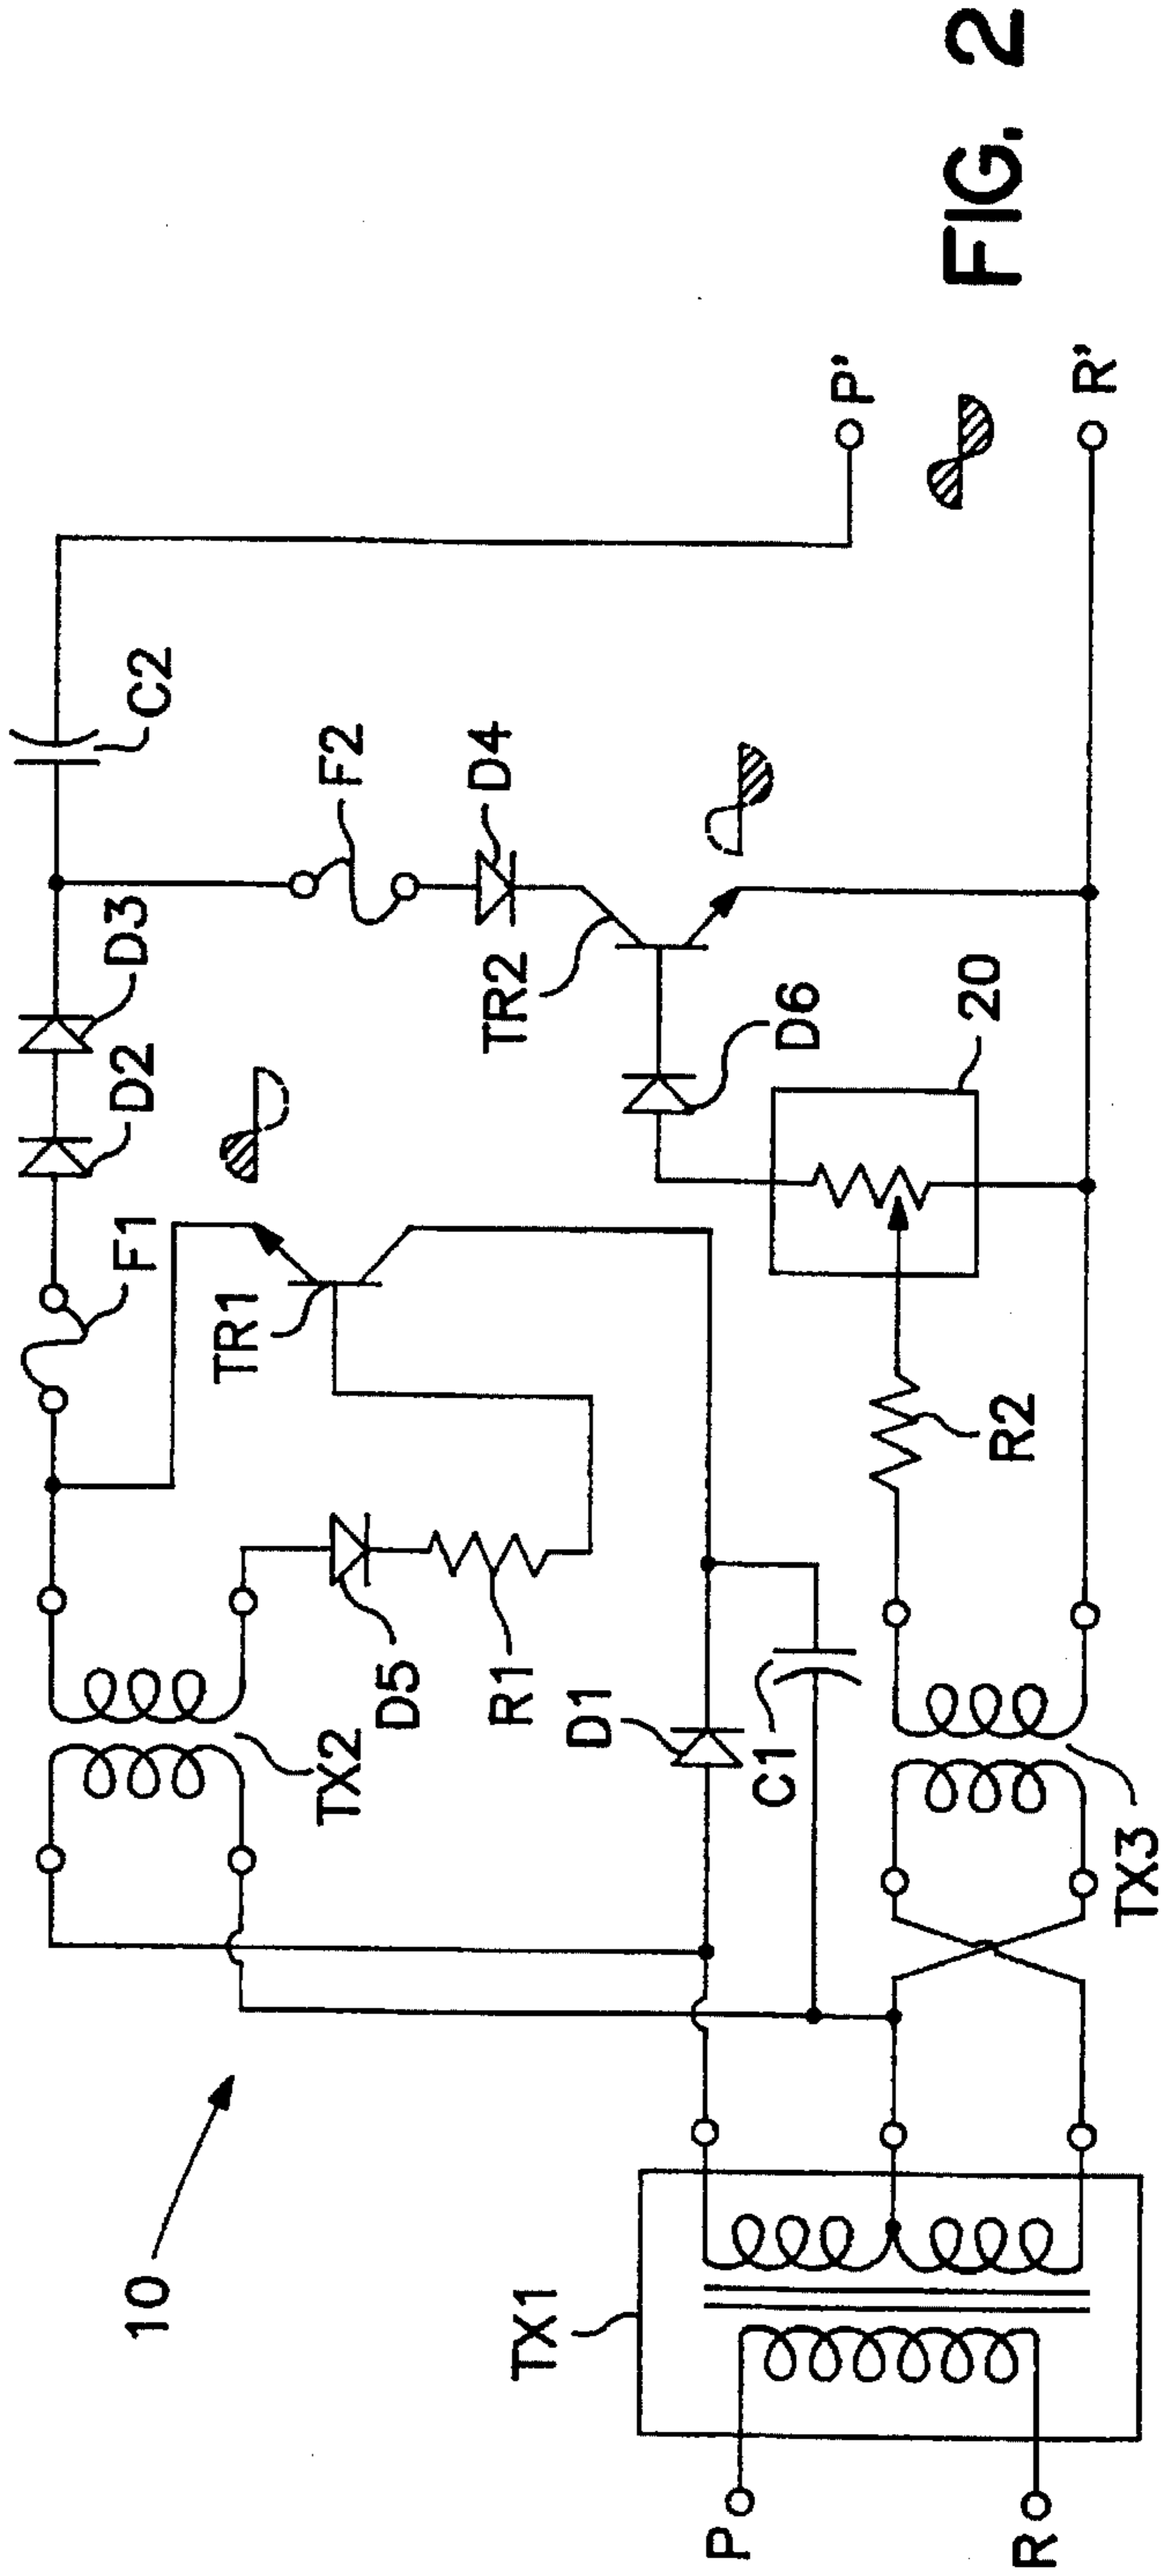 10
TX2
D5
R1
F1
D2
D3
C2
TR1
F2
D4
TR2
D6
D1
C1
20
R2
TX3
TX1
P
R
P'
R'
FIG. 2